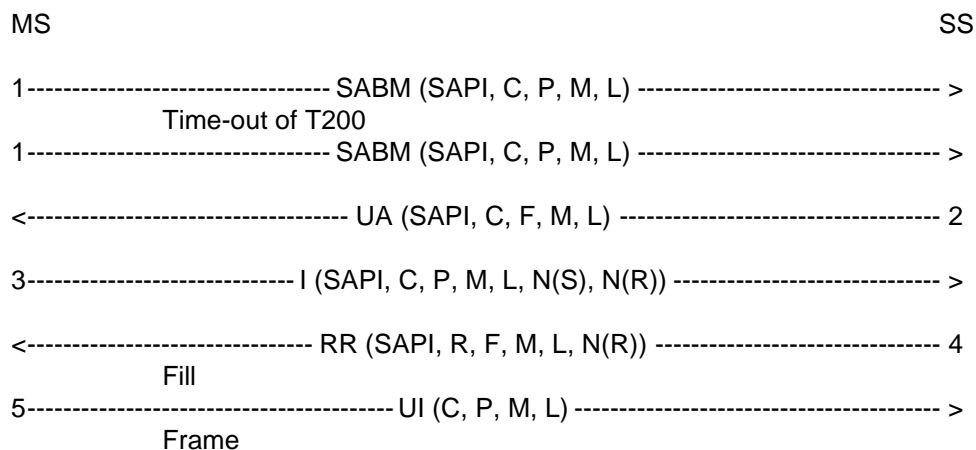 MS SS
1---------------------------------- SABM (SAPI, C, P, M, L) ---------------------------------- >
Time-out of T200
1---------------------------------- SABM (SAPI, C, P, M, L) ---------------------------------- >
<------------------------------------ UA (SAPI, C, F, M, L) ------------------------------------ 2
3------------------------------ I (SAPI, C, P, M, L, N(S), N(R)) ------------------------------ >
<-------------------------------- RR (SAPI, R, F, M, L, N(R)) -------------------------------- 4
Fill
5----------------------------------------- UI (C, P, M, L) ----------------------------------------- >
Frame